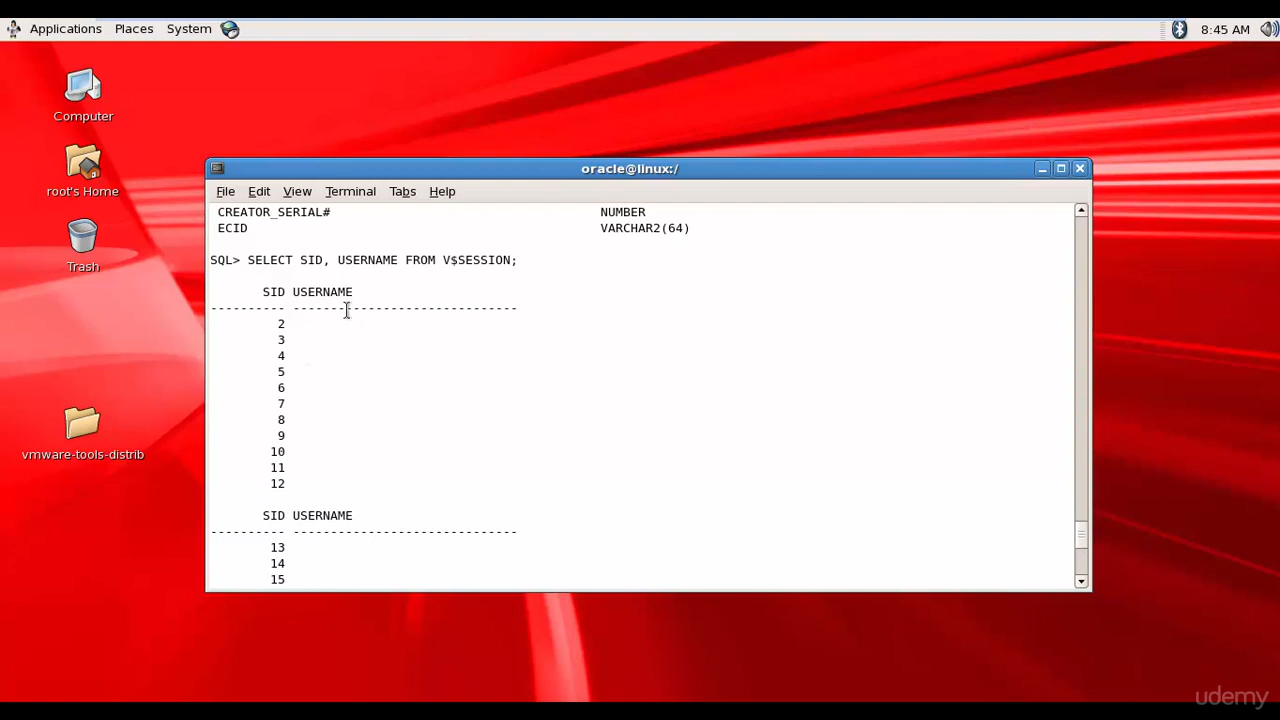 Applications Places System 8:45 AM
Computer
root's Home
Trash
vmware-tools-distrib
oracle@linux:/
File Edit View Terminal Tabs Help
CREATOR_SERIAL# NUMBER
ECID VARCHAR2(64)
SQL> SELECT SID, USERNAME FROM V$SESSION;
SID USERNAME
---------- ------------------------------
2
3
4
5
6
7
8
9
10
11
12
SID USERNAME
---------- ------------------------------
13
14
15
udemy